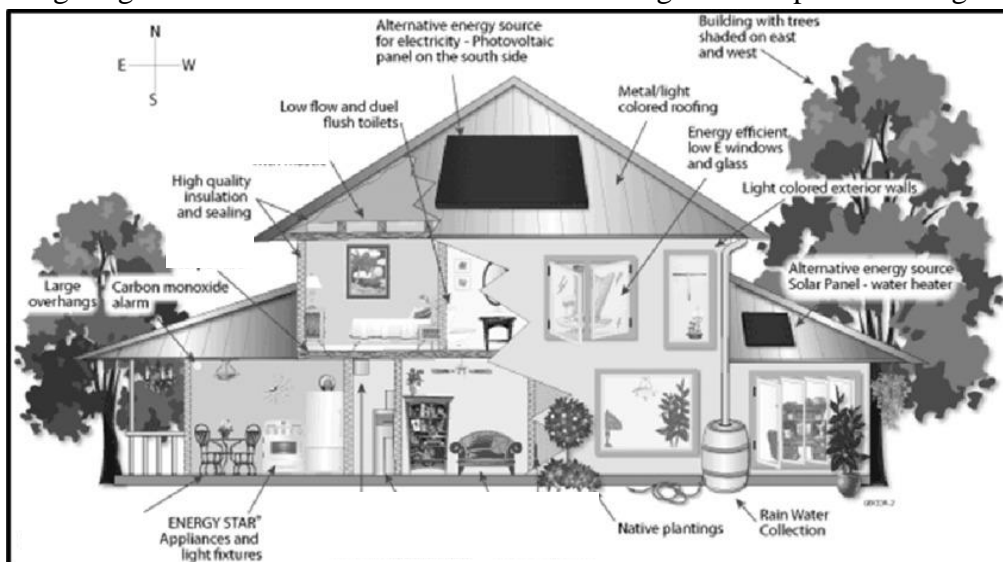 N
E W
S
Alternative energy source
for electricity - Photovoltaic
panel on the south side
Building with trees
shaded on east
and west
Low flow and duel
flush toilets
Metal/light
colored roofing
Energy efficient,
low E windows
and glass
High quality
insulation
and sealing
Light colored exterior walls
Large
overhangs
Carbon monoxide
alarm
Alternative energy source
Solar Panel - water heater
ENERGY STAR®
Appliances and
light fixtures
Native plantings
Rain Water
Collection